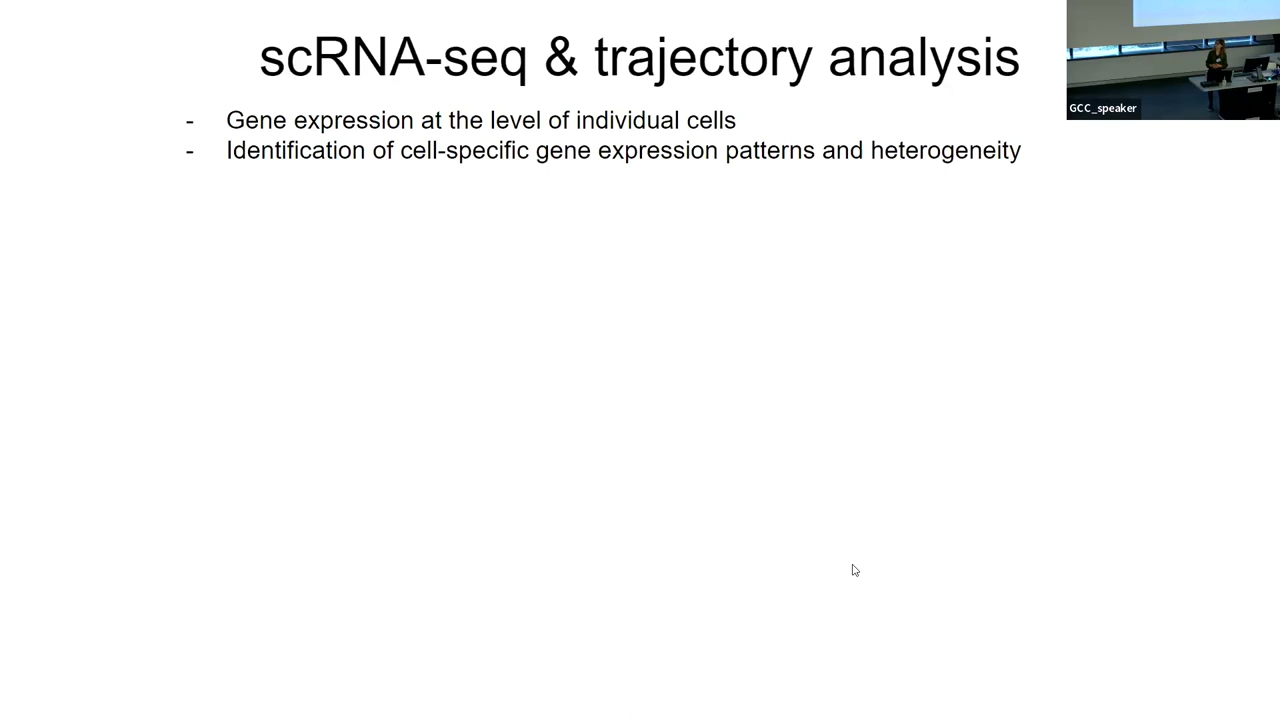 scRNA-seq & trajectory analysis
- Gene expression at the level of individual cells
- Identification of cell-specific gene expression patterns and heterogeneity
GCC_speaker